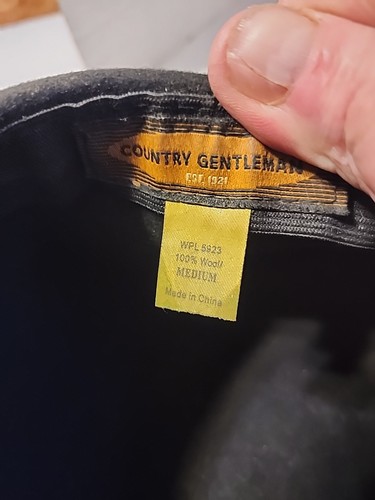 COUNTRY GENTLEMAN
EST. 1921
WPL 5923
100% Wool
MEDIUM
Made in China